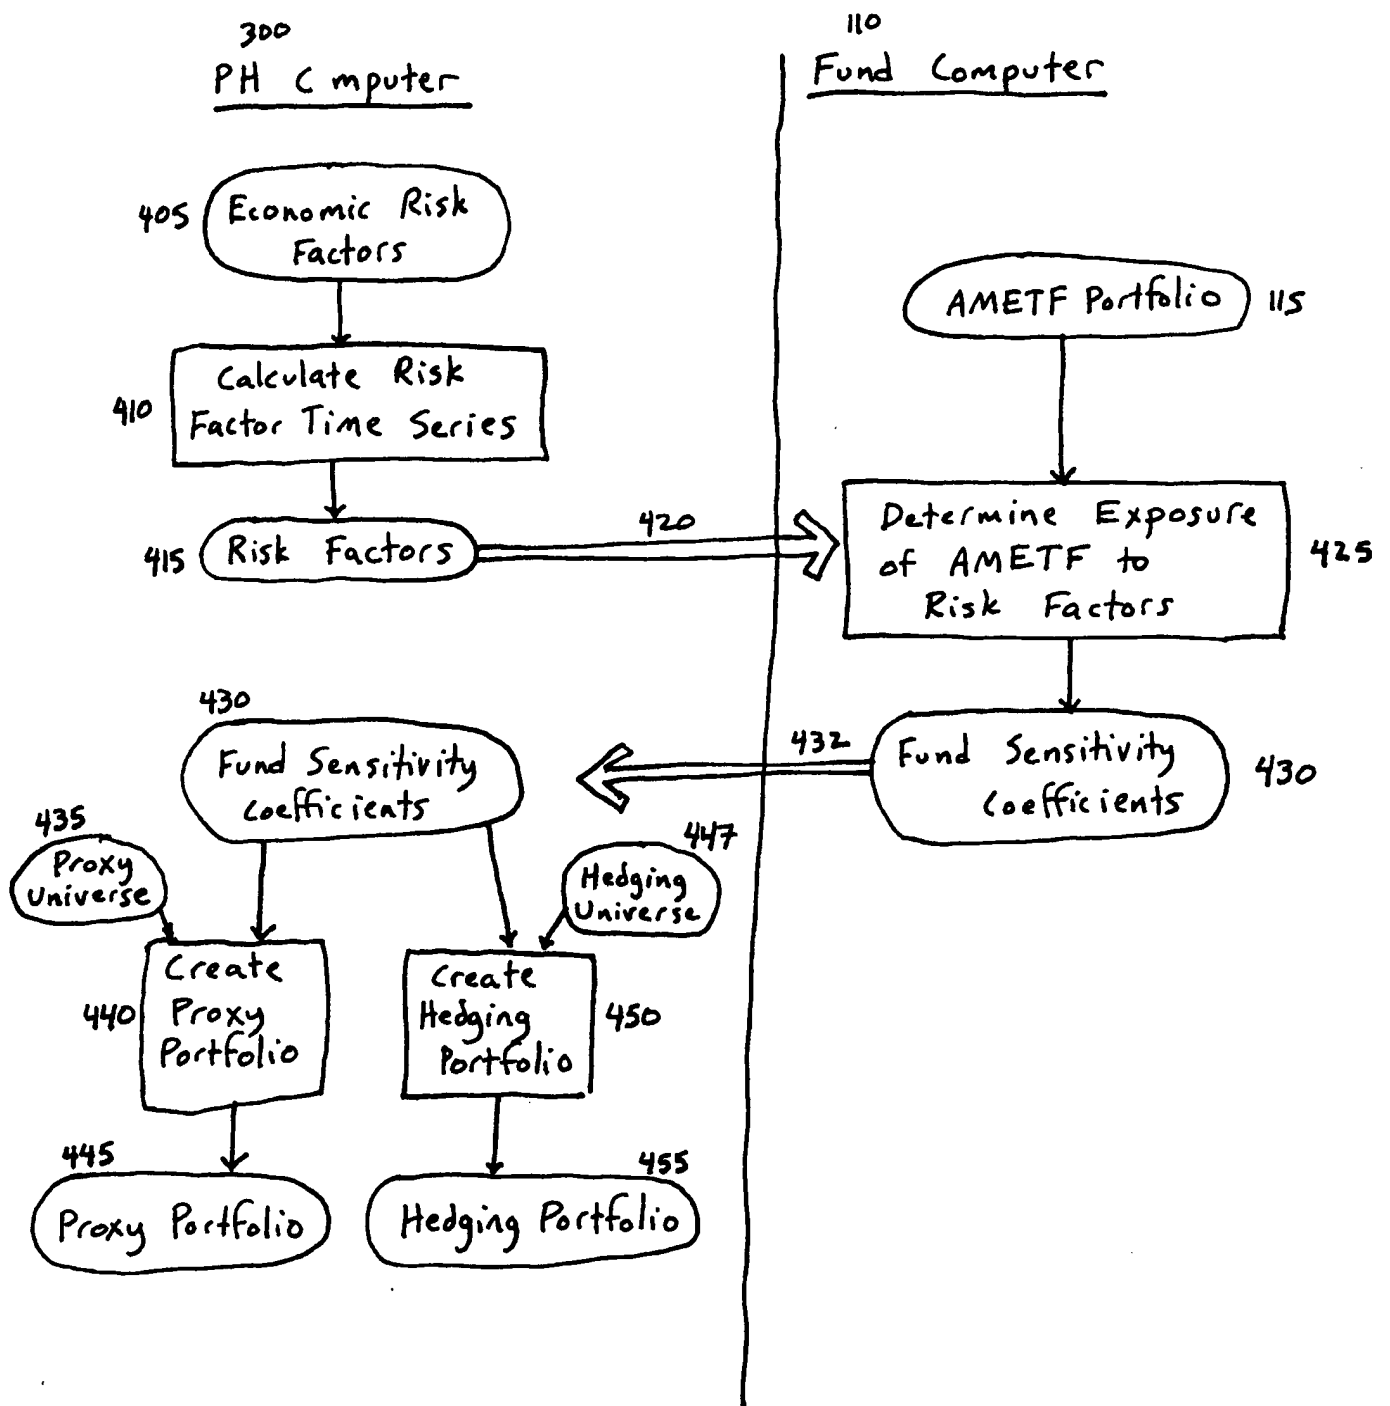 300
PH C mputer
110
Fund Computer
405
Economic Risk
Factors
AMETF Portfolio
115
410
Calculate Risk
Factor Time Series
415
Risk Factors
420
Determine Exposure
of AMETF to
Risk Factors
425
430
Fund Sensitivity
Coefficients
432
Fund Sensitivity
Coefficients
430
435
Proxy
Universe
447
Hedging
Universe
440
Create
Proxy
Portfolio
Create
Hedging
Portfolio
450
445
Proxy Portfolio
455
Hedging Portfolio